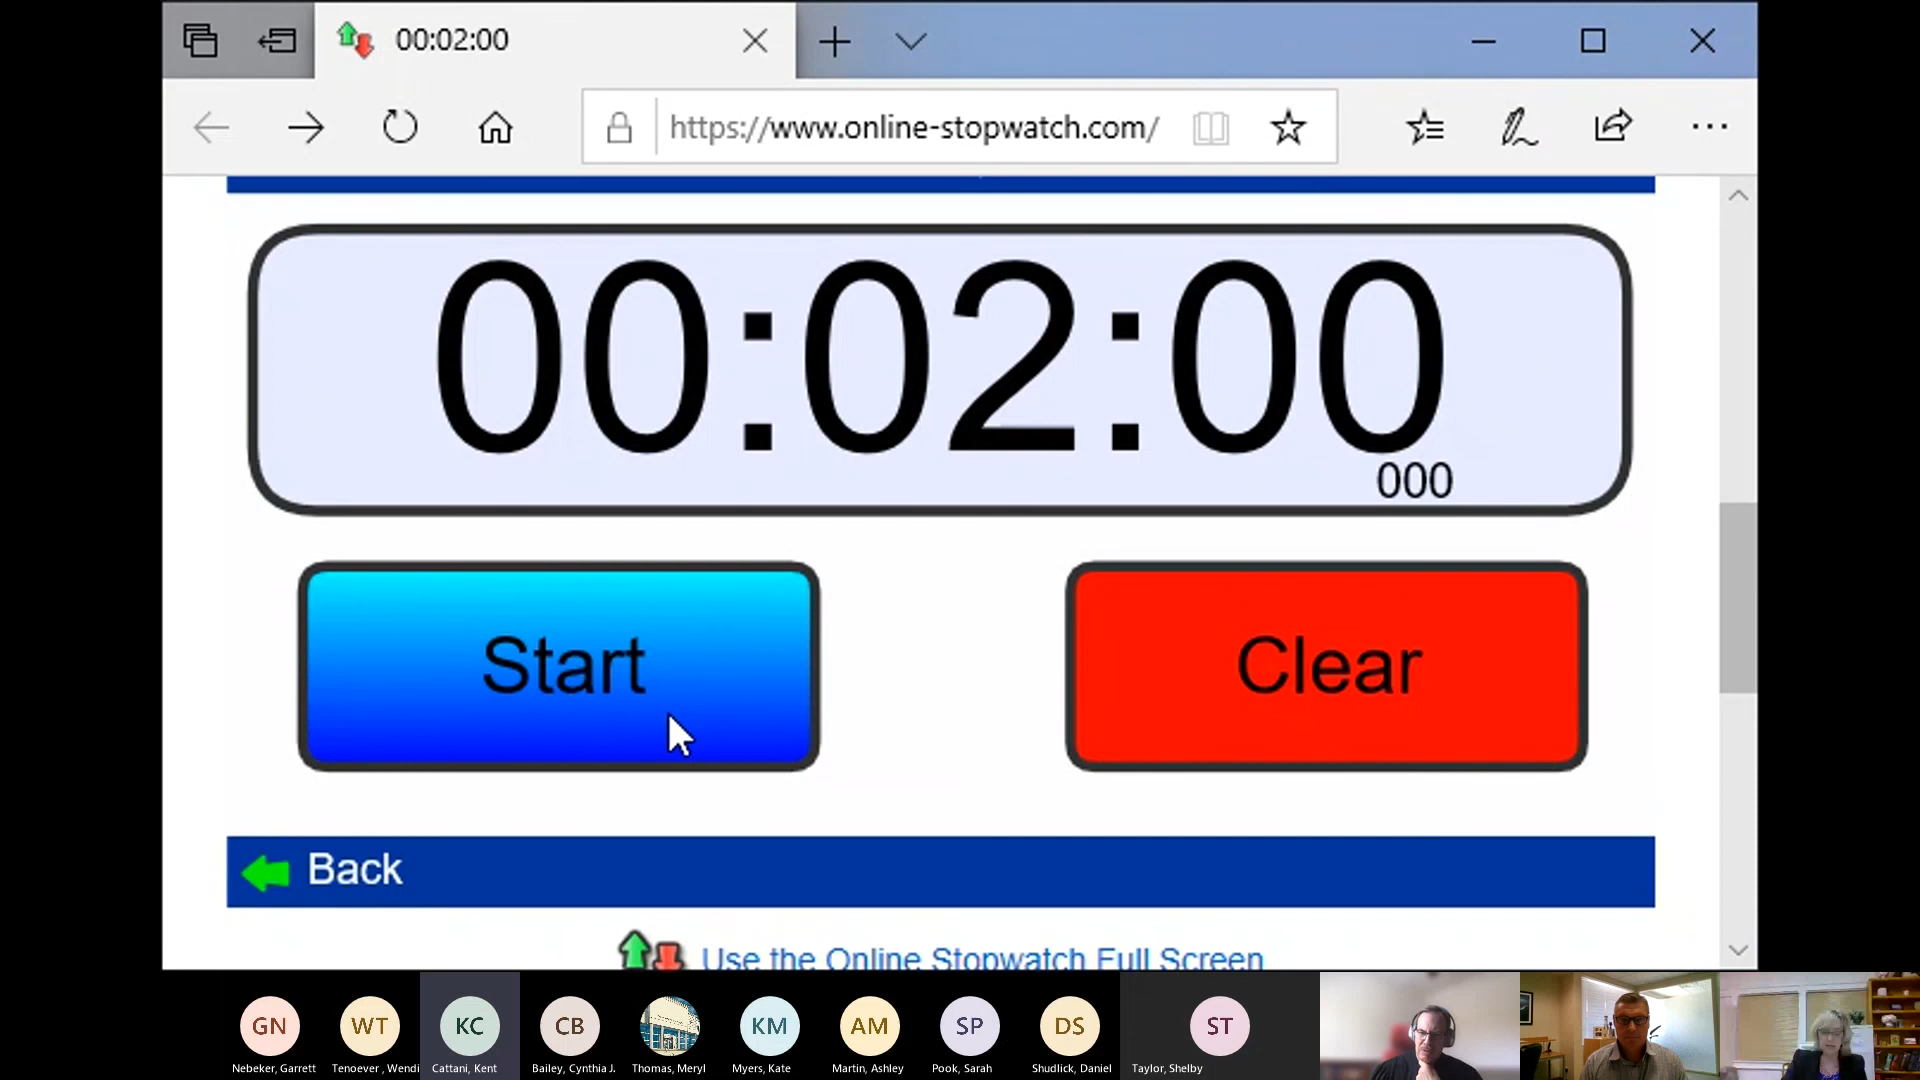 00:02:00
https://www.online-stopwatch.com/
00:02:00
000
Start
Clear
Back
Use the Online Stopwatch Full Screen
GN
WT
KC
CB
KM
AM
SP
DS
ST
Nebeker, Garrett
Tenoever , Wendi
Cattani, Kent
Bailey, Cynthia J.
Thomas, Meryl
Myers, Kate
Martin, Ashley
Pook, Sarah
Shudlick, Daniel
Taylor, Shelby